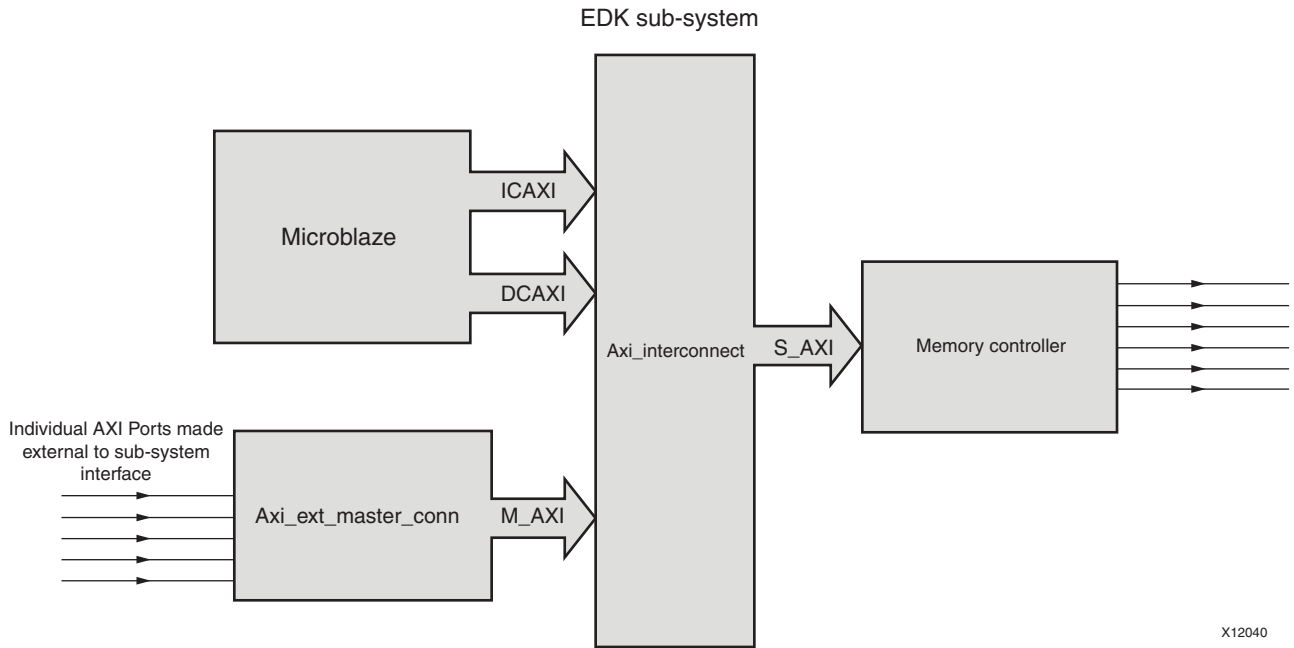 EDK sub-system
ICAXI
Microblaze
DCAXI
Axi_interconnect
S_AXI
Memory controller
Individual AXI Ports made
external to sub-system
interface
Axi_ext_master_conn
M_AXI
X12040